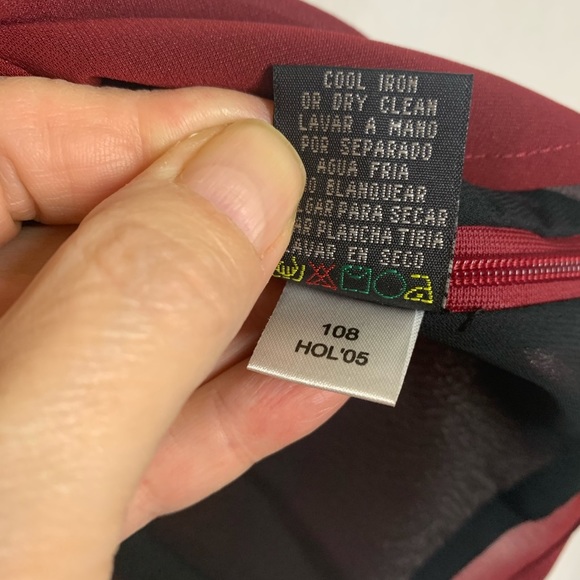 COOL IRON
OR DRY CLEAN
LAVAR A MANO
POR SEPARADO
AGUA FRIA
BLANQUEAR
PARA SECAR
PLANCHA TIBIA
EN SECO
108
HOL'05